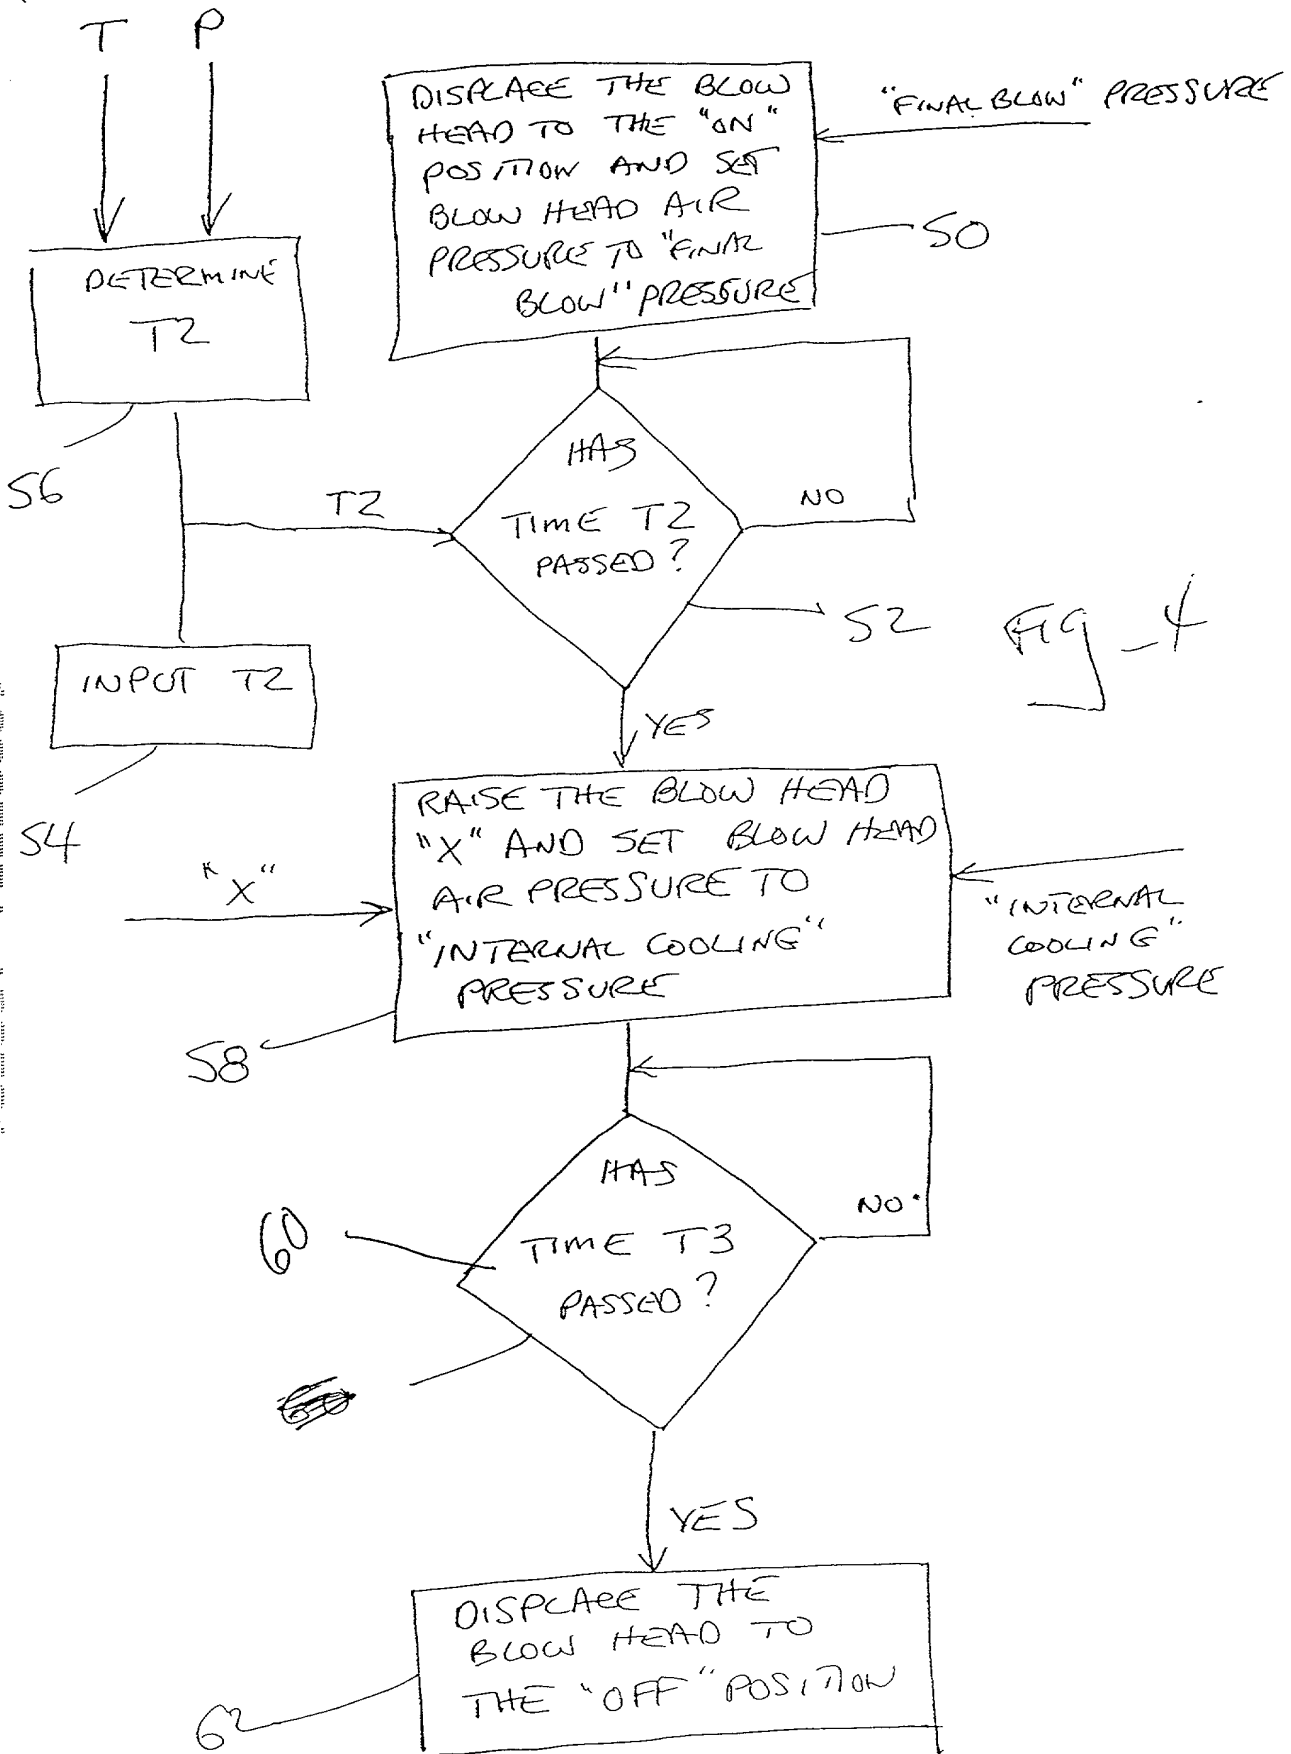 T P
DISPLACE THE BLOW
HEAD TO THE "ON"
POSITION AND SET
BLOW HEAD AIR
PRESSURE TO "FINAL
BLOW" PRESSURE
"FINAL BLOW" PRESSURE
50
DETERMINE
T2
56
T2
HAS
TIME T2
PASSED?
NO
52
FIG_4
INPUT T2
54
YES
RAISE THE BLOW HEAD
"X" AND SET BLOW HEAD
AIR PRESSURE TO
"INTERNAL COOLING"
PRESSURE
"X"
"INTERNAL
COOLING"
PRESSURE
58
HAS
TIME T3
PASSED?
NO
60
YES
DISPLACE THE
BLOW HEAD TO
THE "OFF" POSITION
62